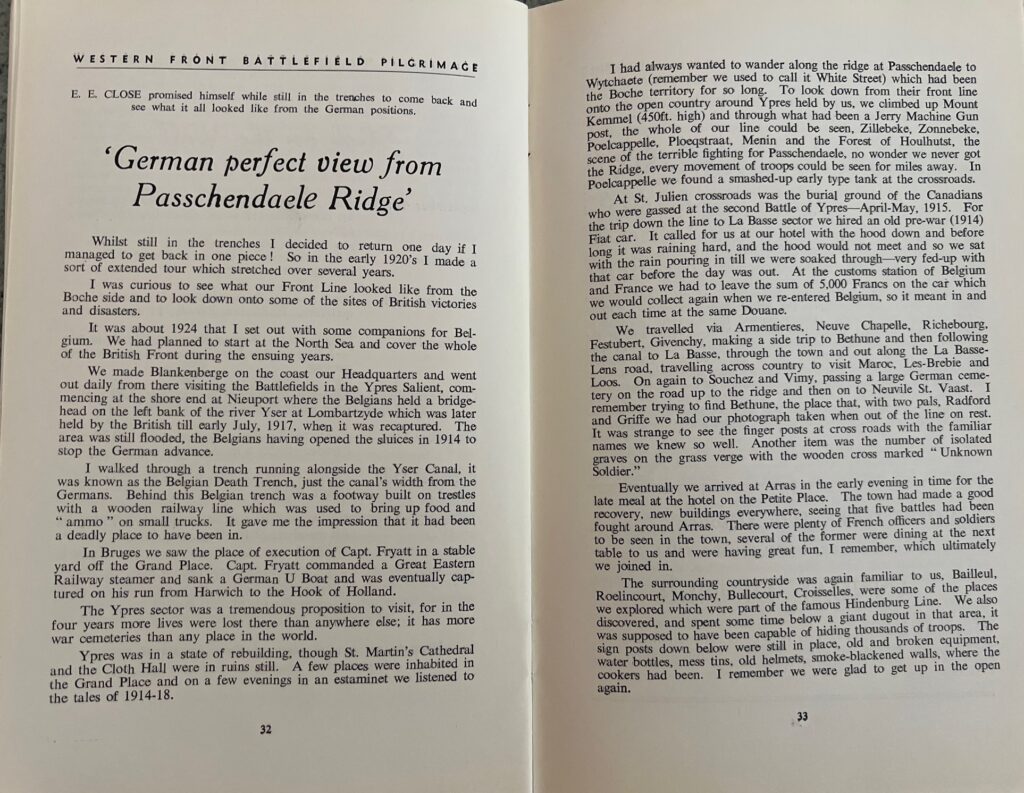 WESTERN FRONT BATTLEFIELD PILGRIMAGE
E. E. CLOSE promised himself while still in the trenches to come back and
see what it all looked like from the German positions.
‘German perfect view from
Passchendaele Ridge’
Whilst still in the trenches I decided to return one day if I
managed to get back in one piece! So in the early 1920's I made a
sort of extended tour which stretched over several years.
I was curious to see what our Front Line looked like from the
Boche side and to look down onto some of the sites of British victories
and disasters.
It was about 1924 that I set out with some companions for Bel-
gium. We had planned to start at the North Sea and cover the whole
of the British Front during the ensuing years.
We made Blankenberge on the coast our Headquarters and went
out daily from there visiting the Battlefields in the Ypres Salient, com-
mencing at the shore end at Nieuport where the Belgians held a bridge-
head on the left bank of the river Yser at Lombartzyde which was later
held by the British till early July, 1917, when it was recaptured. The
area was still flooded, the Belgians having opened the sluices in 1914 to
stop the German advance.
I walked through a trench running alongside the Yser Canal, it
was known as the Belgian Death Trench, just the canal's width from the
Germans. Behind this Belgian trench was a footway built on trestles
with a wooden railway line which was used to bring up food and
“ ammo ” on small trucks. It gave me the impression that it had been
a deadly place to have been in.
In Bruges we saw the place of execution of Capt. Fryatt in a stable
yard off the Grand Place. Capt. Fryatt commanded a Great Eastern
Railway steamer and sank a German U Boat and was eventually cap-
tured on his run from Harwich to the Hook of Holland.
The Ypres sector was a tremendous proposition to visit, for in the
four years more lives were lost there than anywhere else; it has more
war cemeteries than any place in the world.
Ypres was in a state of rebuilding, though St. Martin's Cathedral
and the Cloth Hall were in ruins still. A few places were inhabited in
the Grand Place and on a few evenings in an estaminet we listened to
the tales of 1914-18.
32
I had always wanted to wander along the ridge at Passchendaele to
Wytchaete (remember we used to call it White Street) which had been
the Boche territory for so long. To look down from their front line
onto the open country around Ypres held by us, we climbed up Mount
Kemmel (450ft. high) and through what had been a Jerry Machine Gun
post, the whole of our line could be seen, Zillebeke, Zonnebeke,
Poelcappelle, Ploeqstraat, Menin and the Forest of Houlhutst, the
scene of the terrible fighting for Passchendaele, no wonder we never got
the Ridge, every movement of troops could be seen for miles away. In
Poelcappelle we found a smashed-up early type tank at the crossroads.
At St. Julien crossroads was the burial ground of the Canadians
who were gassed at the second Battle of Ypres—April-May, 1915. For
the trip down the line to La Basse sector we hired an old pre-war (1914)
Fiat car. It called for us at our hotel with the hood down and before
long it was raining hard, and the hood would not meet and so we sat
with the rain pouring in till we were soaked through—very fed-up with
that car before the day was out. At the customs station of Belgium
and France we had to leave the sum of 5,000 Francs on the car which
we would collect again when we re-entered Belgium, so it meant in and
out each time at the same Douane.
We travelled via Armentieres, Neuve Chapelle, Richebourg,
Festubert, Givenchy, making a side trip to Bethune and then following
the canal to La Basse, through the town and out along the La Basse-
Lens road, travelling across country to visit Maroc, Les-Brebie and
Loos. On again to Souchez and Vimy, passing a large German ceme-
tery on the road up to the ridge and then on to Neuvile St. Vaast. I
remember trying to find Bethune, the place that, with two pals, Radford
and Griffe we had our photograph taken when out of the line on rest.
It was strange to see the finger posts at cross roads with the familiar
names we knew so well. Another item was the number of isolated
graves on the grass verge with the wooden cross marked “ Unknown
Soldier.”
Eventually we arrived at Arras in the early evening in time for the
late meal at the hotel on the Petite Place. The town had made a good
recovery, new buildings everywhere, seeing that five battles had been
fought around Arras. There were plenty of French officers and soldiers
to be seen in the town, several of the former were dining at the next
table to us and were having great fun, I remember, which ultimately
we joined in.
The surrounding countryside was again familiar to us, Bailleul,
Roelincourt, Monchy, Bullecourt, Croisselles, were some of the places
we explored which were part of the famous Hindenburg Line. We also
discovered, and spent some time below a giant dugout in that area, it
was supposed to have been capable of hiding thousands of troops. The
sign posts down below were still in place, old and broken equipment,
water bottles, mess tins, old helmets, smoke-blackened walls, where the
cookers had been. I remember we were glad to get up in the open
again.
33